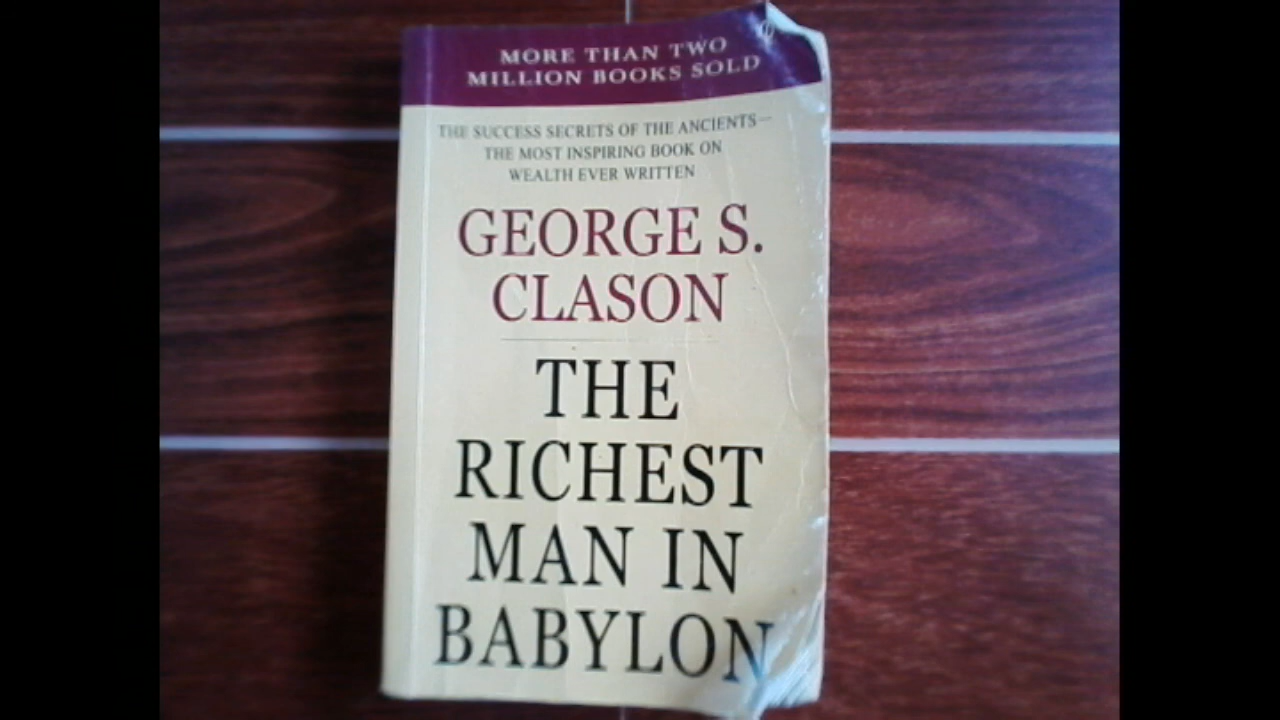 MORE THAN TWO
MILLION BOOKS SOLD
THE SUCCESS SECRETS OF THE ANCIENTS—
THE MOST INSPIRING BOOK ON
WEALTH EVER WRITTEN
GEORGE S.
CLASON
THE
RICHEST
MAN IN
BABYLON